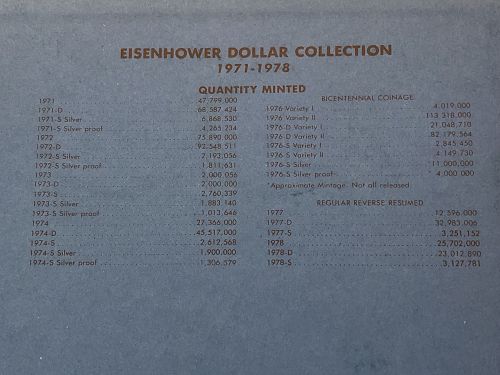 EISENHOWER DOLLAR COLLECTION
1971-1978
QUANTITY MINTED
1971 47,799,000
1971-D 68,587,424
1971-S Silver 6,868,530
1971-S Silver proof 4,265,234
1972 75,890,000
1972-D 92,548,511
1972-S Silver 2,193,056
1972-S Silver proof 1,811,631
1973 2,000,056
1973-D 2,000,000
1973-S 2,760,339
1973-S Silver 1,883,140
1973-S Silver proof 1,013,646
1974 27,366,000
1974-D 45,517,000
1974-S 2,612,568
1974-S Silver 1,900,000
1974-S Silver proof 1,306,579
BICENTENNIAL COINAGE
1976 Variety I 4,019,000
1976 Variety II 113,318,000
1976-D Variety I 21,048,710
1976-D Variety II 82,179,564
1976-S Variety I 2,845,450
1976-S Variety II 4,149,730
1976-S Silver *11,000,000
1976-S Silver proof *4,000,000
*Approximate Mintage. Not all released
REGULAR REVERSE RESUMED
1977 12,596,000
1977-D 32,983,006
1977-S 3,251,152
1978 25,702,000
1978-D 23,012,890
1978-S 3,127,781